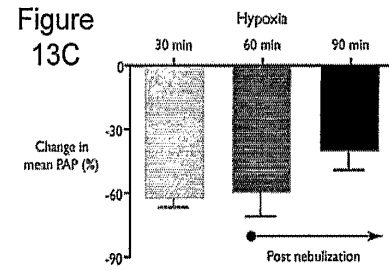 Figure
13C
Hypoxia
30 min 60 min 90 min
0
-30
Change in
mean PAP (%)
-60
Post nebulization
-90